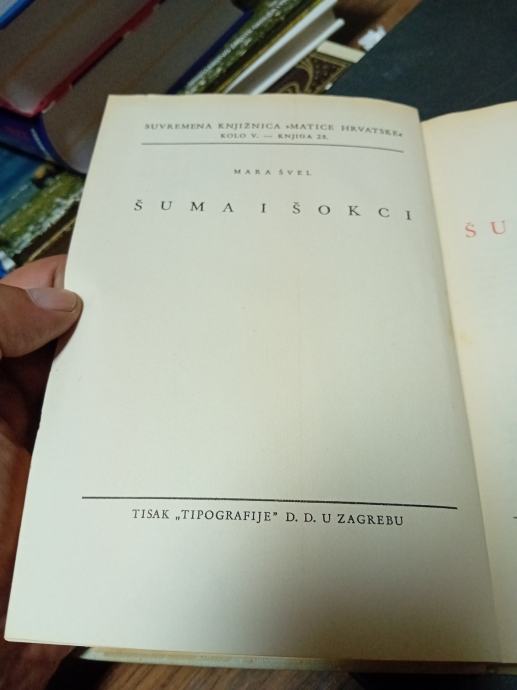 SUVREMENA KNJIŽNICA »MATICE HRVATSKE«
KOLO V. — KNJIGA 28.
MARA ŠVEL
ŠUMA I ŠOKCI
TISAK „TIPOGRAFIJE" D. D. U ZAGREBU
ŠU